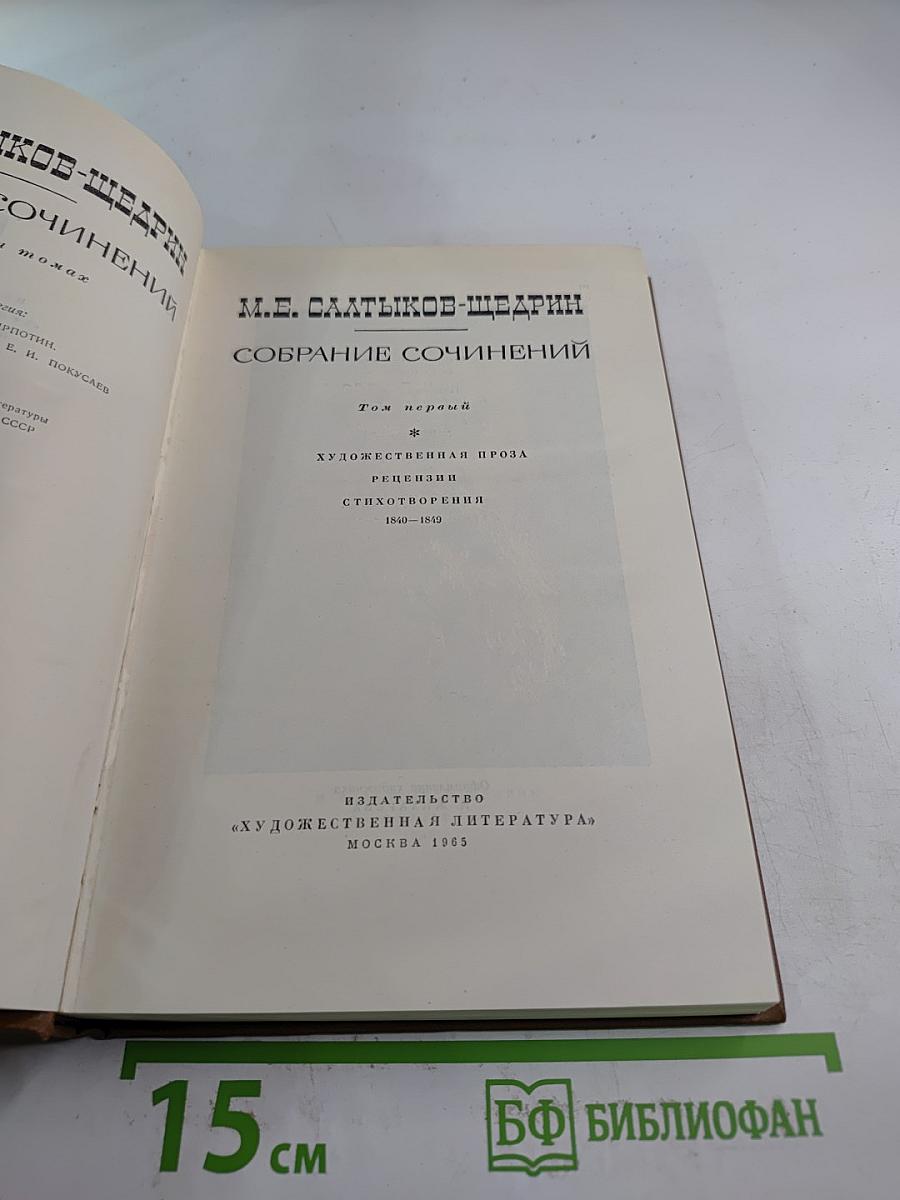 СОЧИНЕНИЙ
томах
Е. И. ПОКУСАЕВ
СССР
М.Е. САЛТЫКОВ-ЩЕДРИН
СОБРАНИЕ СОЧИНЕНИЙ
Том первый
*
ХУДОЖЕСТВЕННАЯ ПРОЗА
РЕЦЕНЗИИ
СТИХОТВОРЕНИЯ
1840—1849
ИЗДАТЕЛЬСТВО
«ХУДОЖЕСТВЕННАЯ ЛИТЕРАТУРА»
МОСКВА 1965
15 см
БФ БИБЛИОФАН